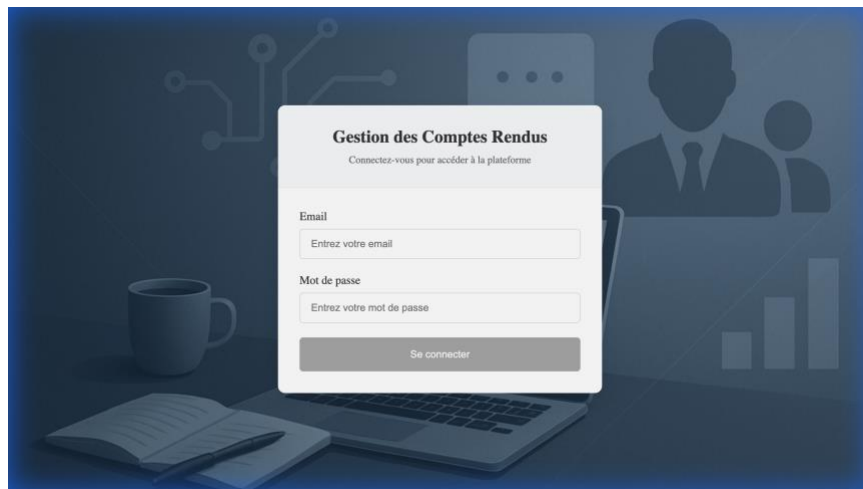 Gestion des Comptes Rendus
Connectez-vous pour accéder à la plateforme
Email
Entrez votre email
Mot de passe
Entrez votre mot de passe
Se connecter